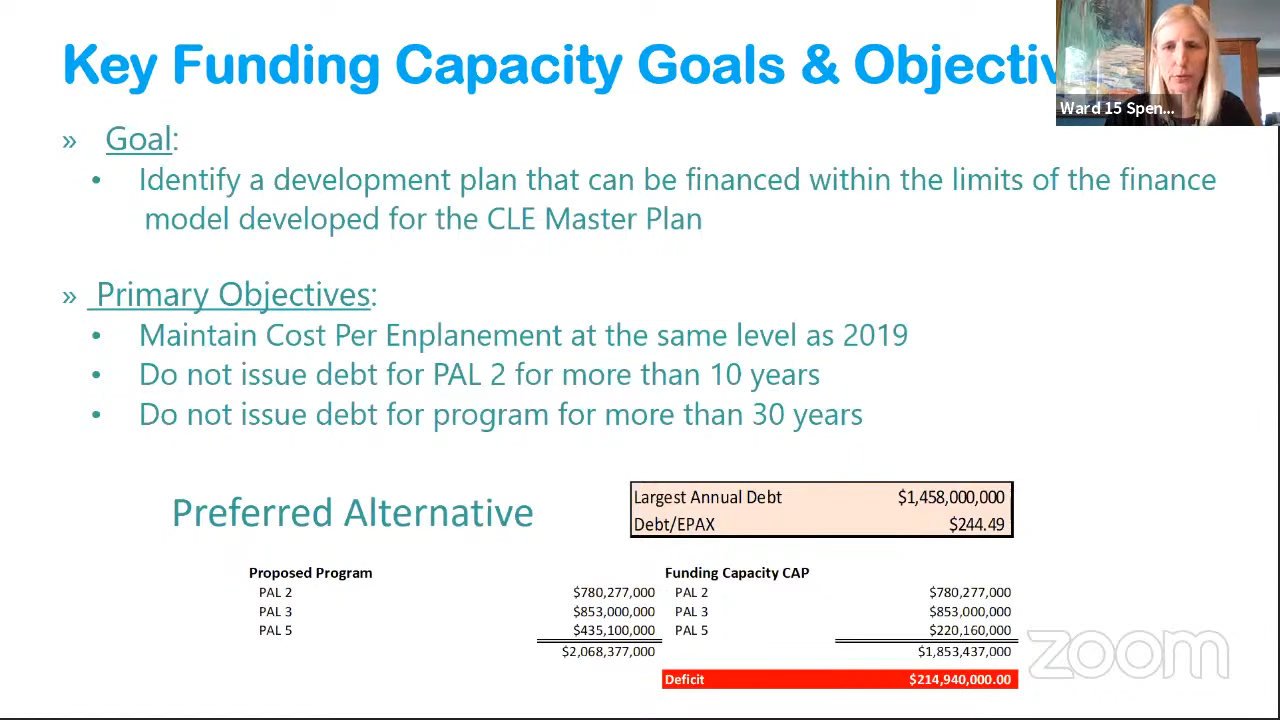 Key Funding Capacity Goals & Objectiv
Ward 15 Spen...
» Goal:
• Identify a development plan that can be financed within the limits of the finance
model developed for the CLE Master Plan
» Primary Objectives:
• Maintain Cost Per Enplanement at the same level as 2019
• Do not issue debt for PAL 2 for more than 10 years
• Do not issue debt for program for more than 30 years
Preferred Alternative
Largest Annual Debt $1,458,000,000
Debt/EPAX $244.49
Proposed Program Funding Capacity CAP
PAL 2 $780,277,000 PAL 2 $780,277,000
PAL 3 $853,000,000 PAL 3 $853,000,000
PAL 5 $435,100,000 PAL 5 $220,160,000
$2,068,377,000 $1,853,437,000
Deficit $214,940,000.00
zoom